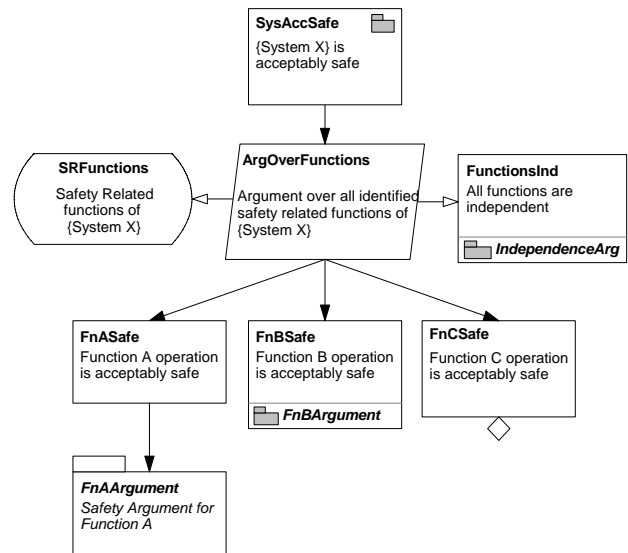 SysAccSafe
{System X} is
acceptably safe
SRFunctions
Safety Related
functions of
{System X}
ArgOverFunctions
Argument over all identified
safety related functions of
{System X}
FunctionsInd
All functions are
independent
IndependenceArg
FnASafe
Function A operation
is acceptably safe
FnBSafe
Function B operation
is acceptably safe
FnBArgument
FnCSafe
Function C operation
is acceptably safe
FnAArgument
Safety Argument for
Function A